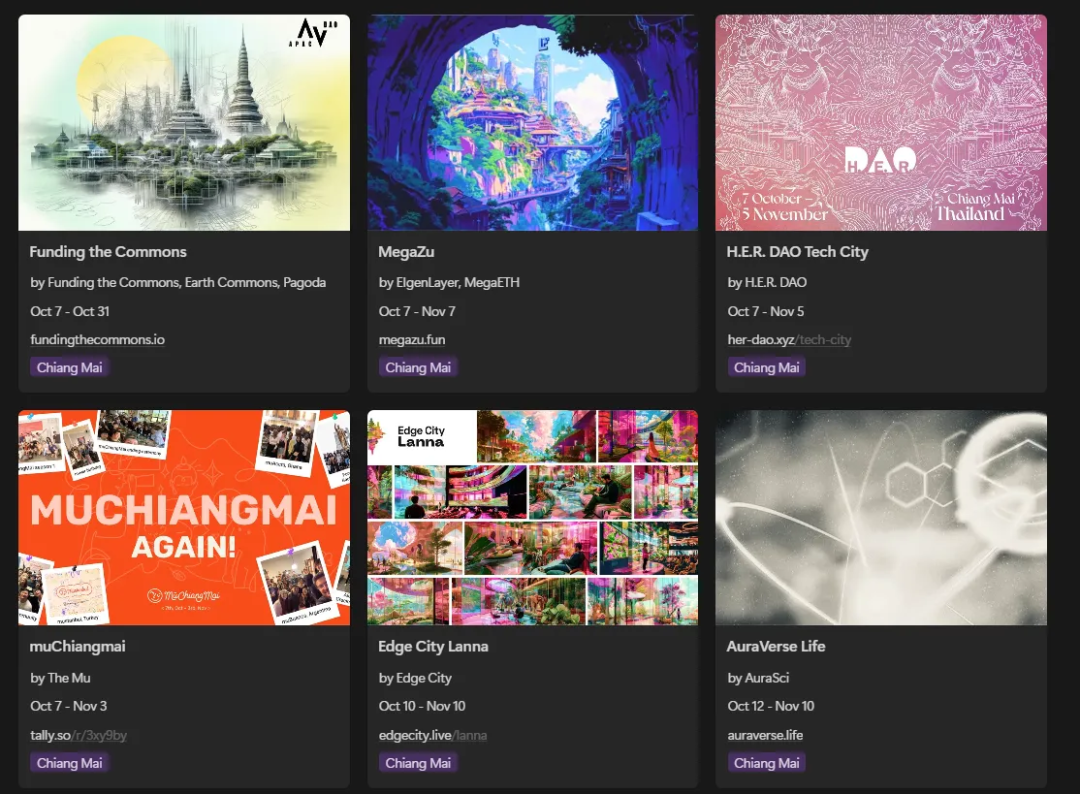 AV DAO
APAC
Funding the Commons
by Funding the Commons, Earth Commons, Pagoda
Oct 7 - Oct 31
fundingthecommons.io
Chiang Mai
MegaZu
by EIgenLayer, MegaETH
Oct 7 - Nov 7
megazu.fun
Chiang Mai
DAO
H.E.R.
7 October –
5 November
Chiang Mai
Thailand
H.E.R. DAO Tech City
by H.E.R. DAO
Oct 7 - Nov 5
her-dao.xyz/tech-city
Chiang Mai
MUCHIANGMAI
AGAIN!
MuChiangMai
muChiangmai
by The Mu
Oct 7 - Nov 3
tally.so/r/3xy9by
Chiang Mai
Edge City
Lanna
Edge City Lanna
by Edge City
Oct 10 - Nov 10
edgecity.live/lanna
Chiang Mai
AuraVerse Life
by AuraSci
Oct 12 - Nov 10
auraverse.life
Chiang Mai